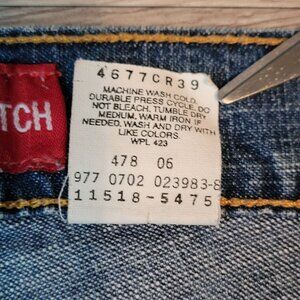 4677CR39
MACHINE WASH COLD,
DURABLE PRESS CYCLE, DO
NOT BLEACH. TUMBLE DRY
MEDIUM, WARM IRON IF
NEEDED. WASH AND DRY WITH
LIKE COLORS.
WPL 423
478 06
977 0702 023983-8
11518-5475
TCH